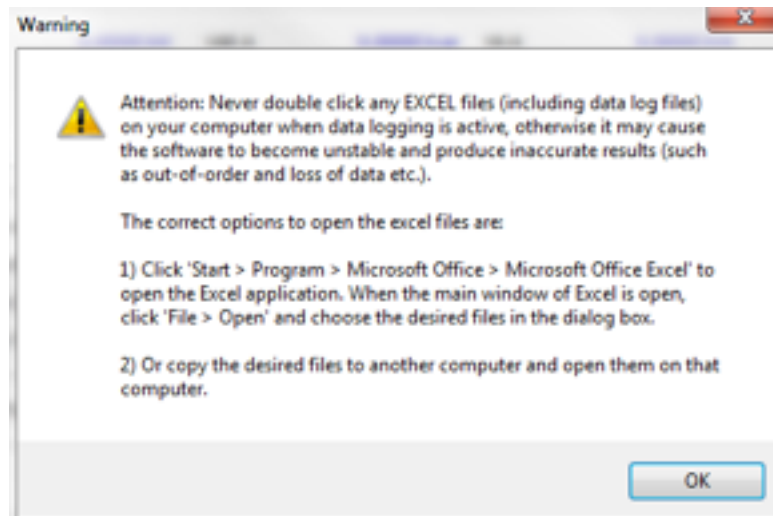 Warning
Attention: Never double click any EXCEL files (including data log files)
on your computer when data logging is active, otherwise it may cause
the software to become unstable and produce inaccurate results (such
as out-of-order and loss of data etc.).
The correct options to open the excel files are:
1) Click 'Start > Program > Microsoft Office > Microsoft Office Excel' to
open the Excel application. When the main window of Excel is open,
click 'File > Open' and choose the desired files in the dialog box.
2) Or copy the desired files to another computer and open them on that
computer.
OK